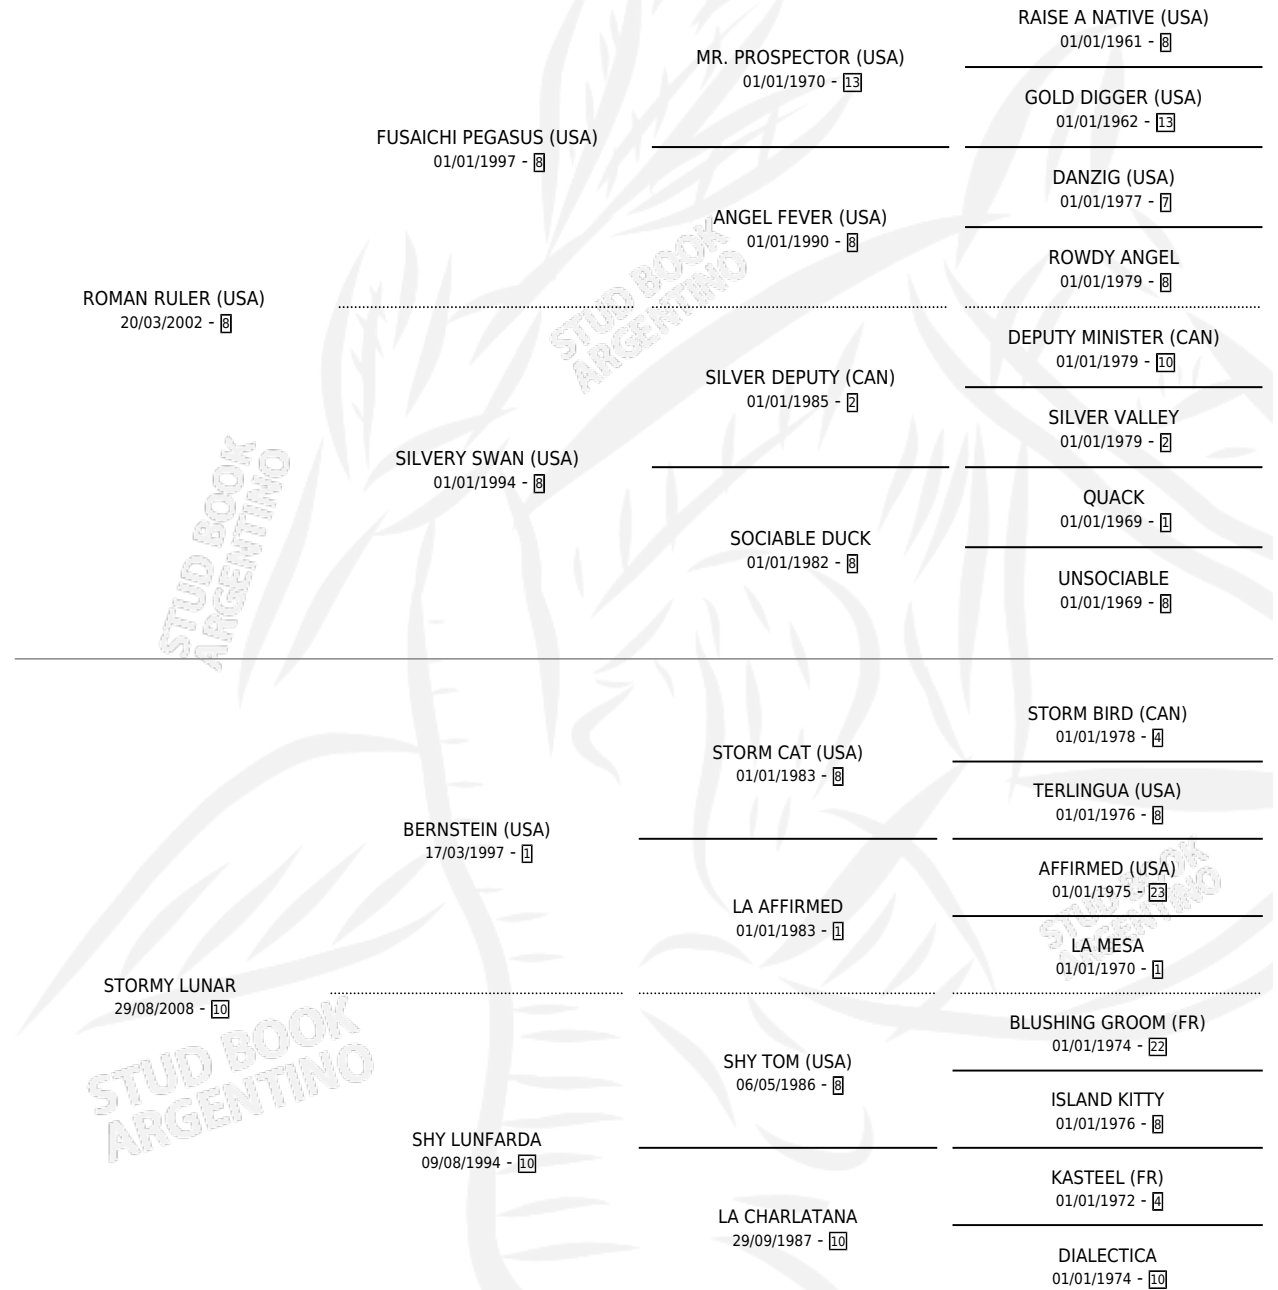 RAISE A NATIVE (USA)
01/01/1961 - 8
MR. PROSPECTOR (USA)
01/01/1970 - 13
GOLD DIGGER (USA)
01/01/1962 - 13
FUSAICHI PEGASUS (USA)
01/01/1997 - 8
DANZIG (USA)
01/01/1977 - 7
ANGEL FEVER (USA)
01/01/1990 - 8
ROWDY ANGEL
01/01/1979 - 8
ROMAN RULER (USA)
20/03/2002 - 8
DEPUTY MINISTER (CAN)
01/01/1979 - 10
SILVER DEPUTY (CAN)
01/01/1985 - 2
SILVER VALLEY
01/01/1979 - 2
SILVERY SWAN (USA)
01/01/1994 - 8
QUACK
01/01/1969 - 1
SOCIABLE DUCK
01/01/1982 - 8
UNSOCIABLE
01/01/1969 - 8
STORM BIRD (CAN)
01/01/1978 - 4
STORM CAT (USA)
01/01/1983 - 8
TERLINGUA (USA)
01/01/1976 - 8
BERNSTEIN (USA)
17/03/1997 - 1
AFFIRMED (USA)
01/01/1975 - 23
LA AFFIRMED
01/01/1983 - 1
LA MESA
01/01/1970 - 1
STORMY LUNAR
29/08/2008 - 10
BLUSHING GROOM (FR)
01/01/1974 - 22
SHY TOM (USA)
06/05/1986 - 8
ISLAND KITTY
01/01/1976 - 8
SHY LUNFARDA
09/08/1994 - 10
KASTEEL (FR)
01/01/1972 - 4
LA CHARLATANA
29/09/1987 - 10
DIALECTICA
01/01/1974 - 10
STUD BOOK
ARGENTINO
STUD BOOK
ARGENTINO
STUD BOOK
ARGENTINO
STUD BOOK
ARGENTINO